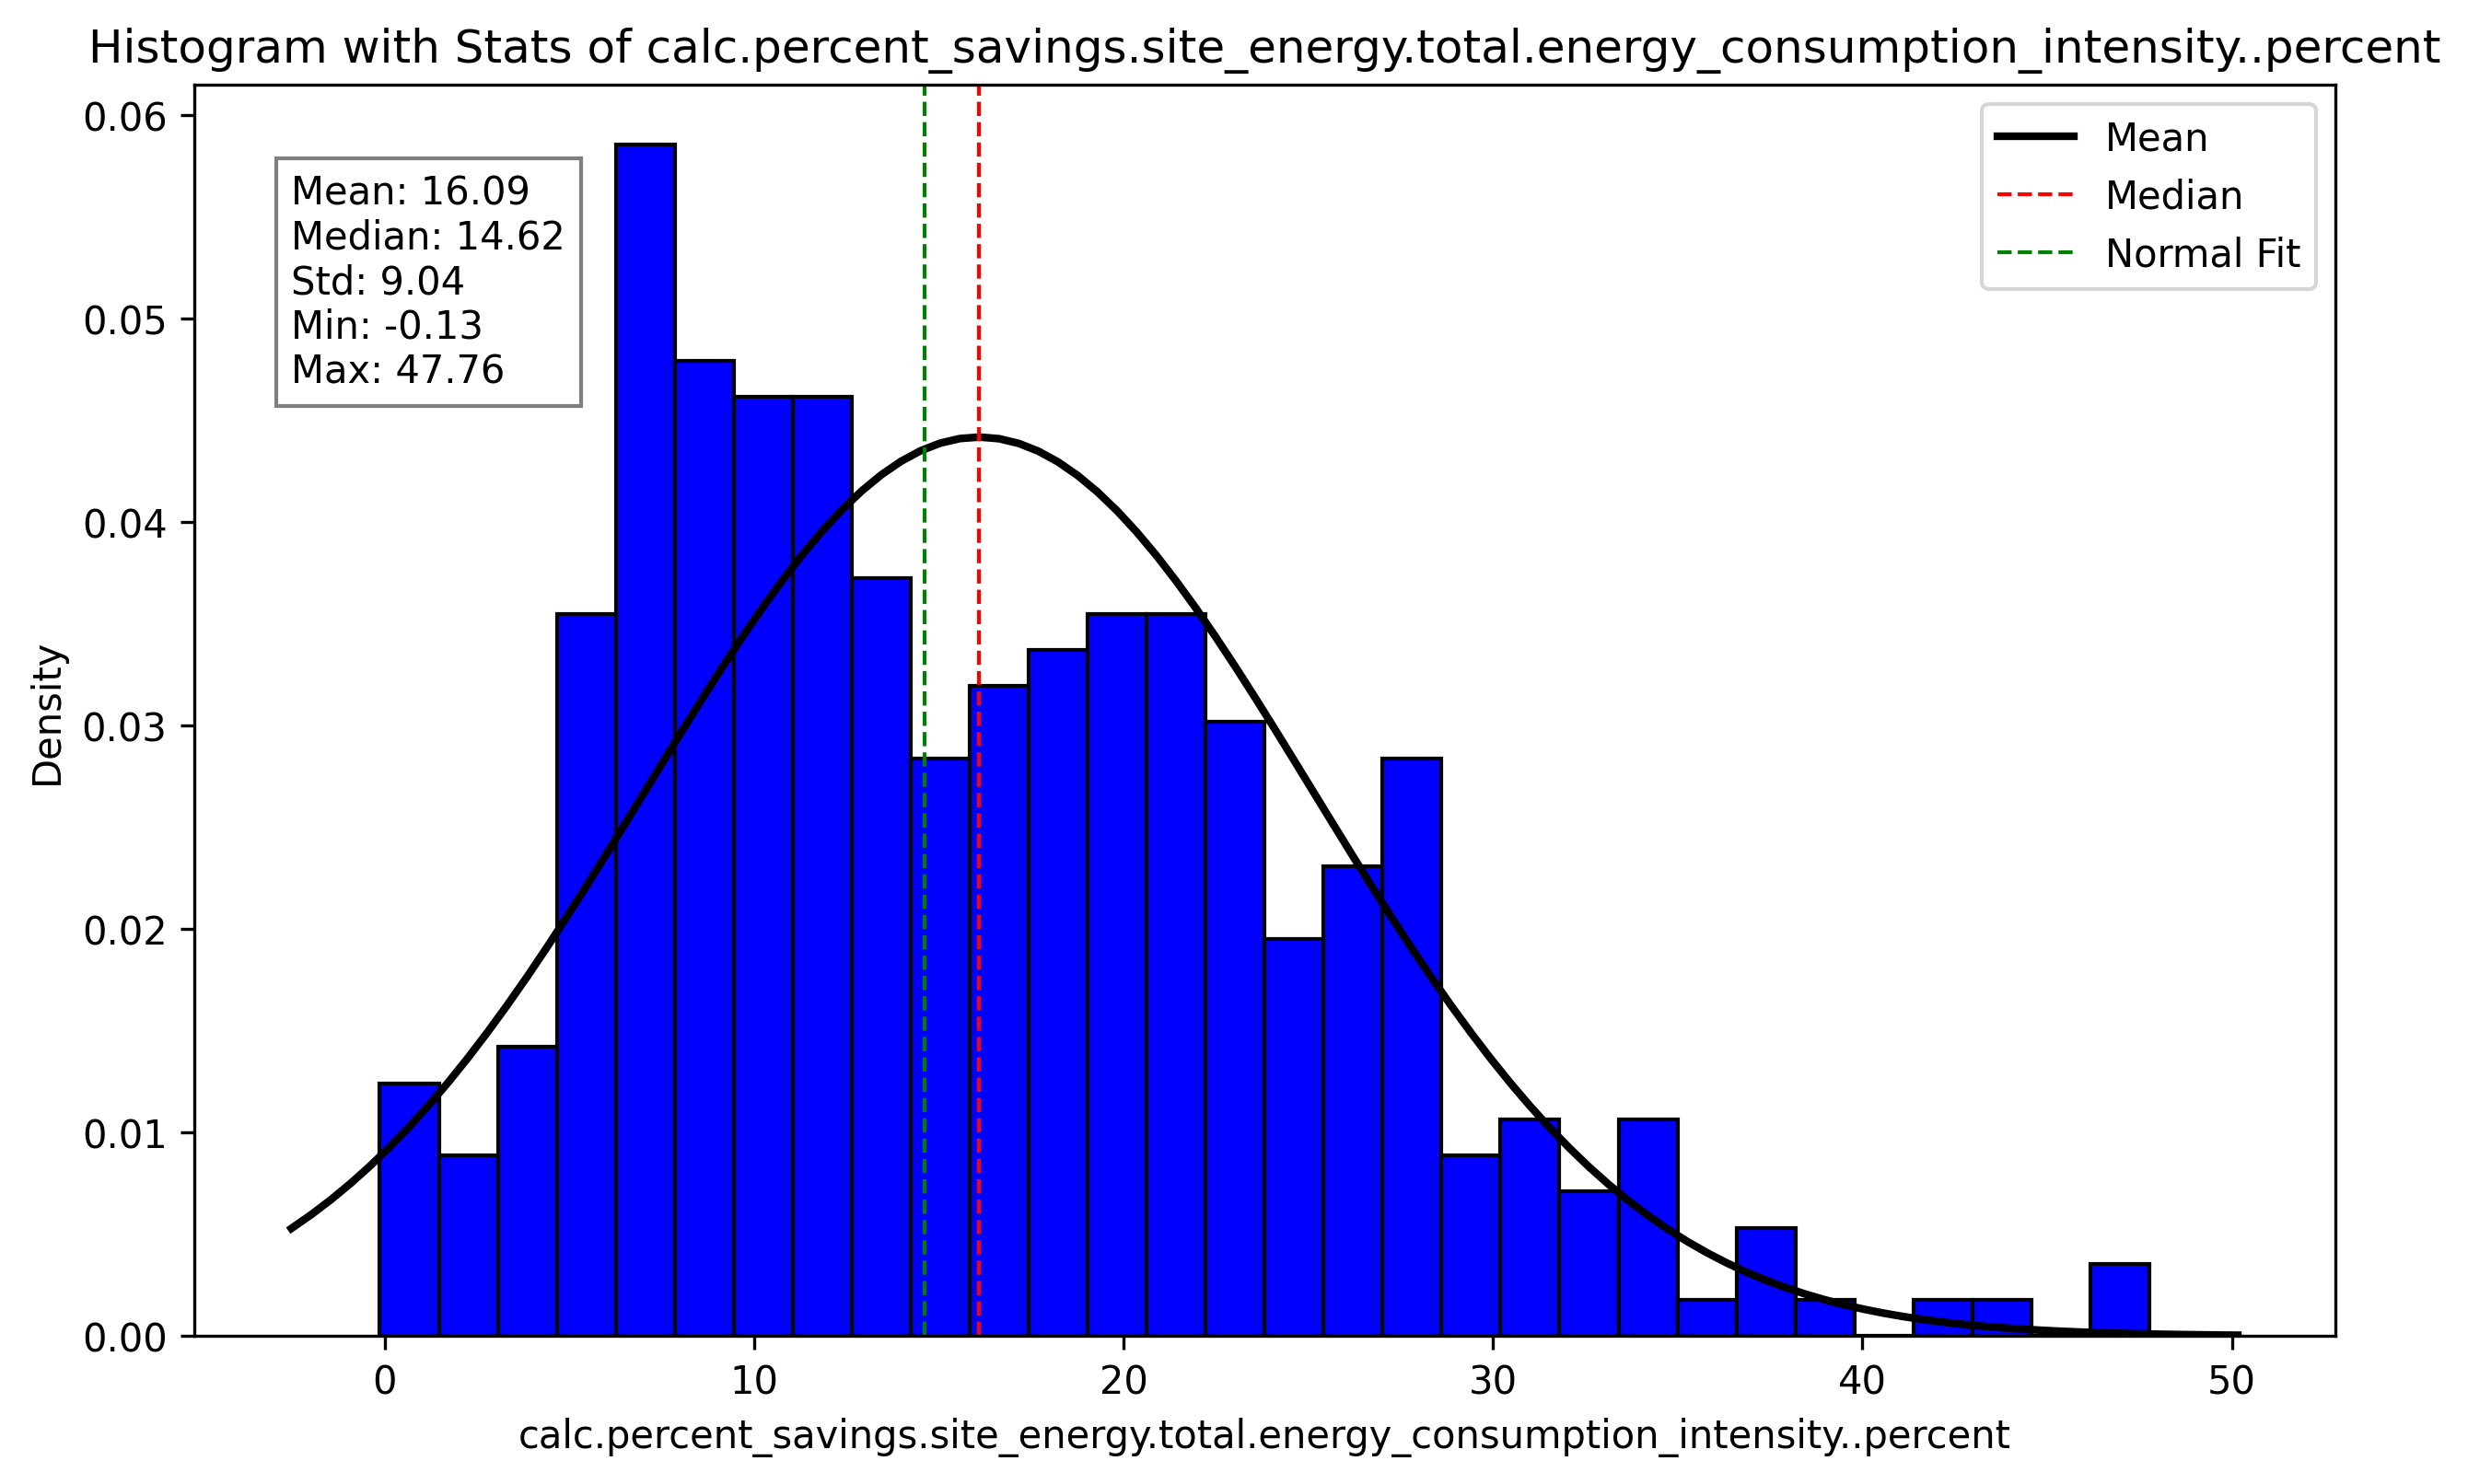 Histogram with Stats of calc.percent_savings.site_energy.total.energy_consumption_intensity..percent
0.06
0.05
0.04
0.03
0.02
0.01
0.00
Density
Mean: 16.09
Median: 14.62
Std: 9.04
Min: -0.13
Max: 47.76
Mean
Median
Normal Fit
0
10
20
30
40
50
calc.percent_savings.site_energy.total.energy_consumption_intensity..percent